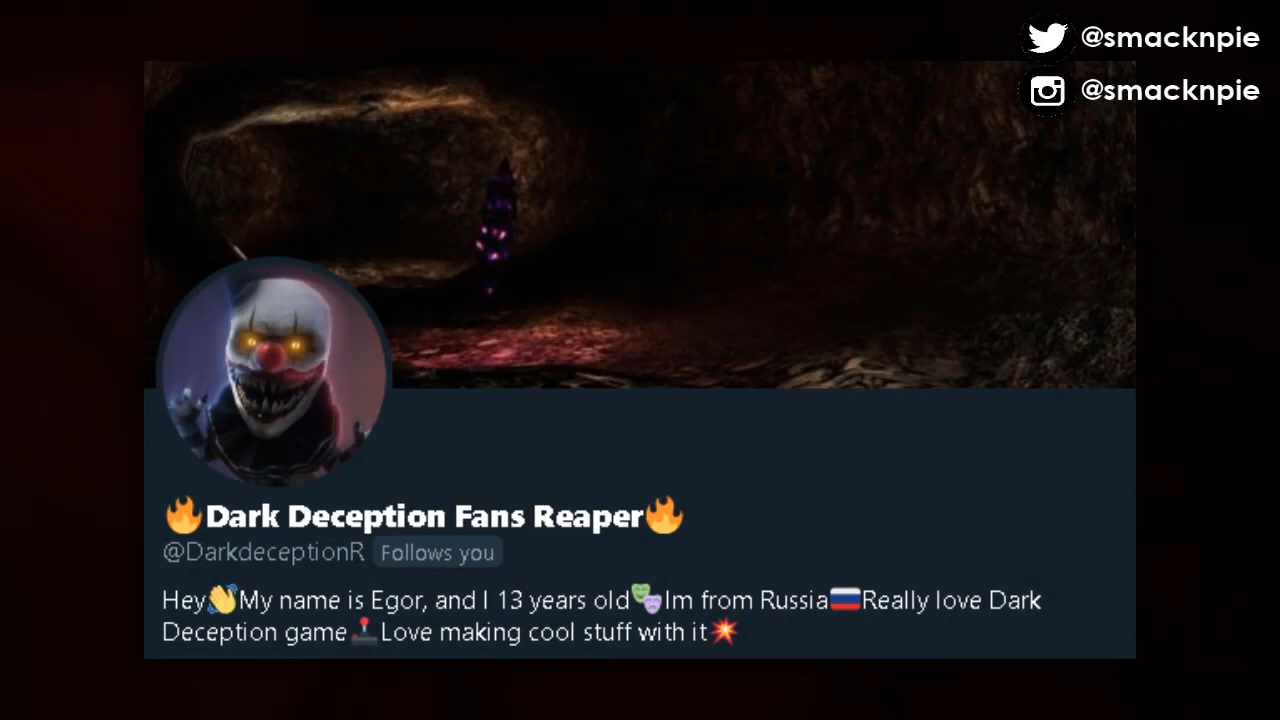 @smacknpie
@smacknpie
🔥Dark Deception Fans Reaper🔥
@DarkdeceptionR Follows you
Hey👋My name is Egor, and I 13 years old🎭Im from Russia🇷🇺Really love Dark
Deception game🕹️Love making cool stuff with it💥